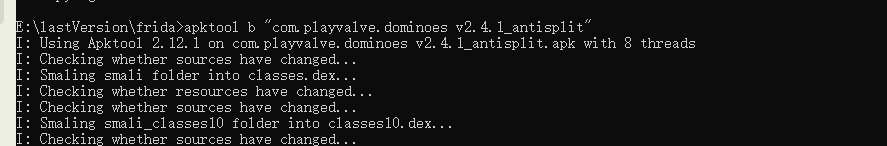 E:\lastVersion\frida>apktool b "com.playvalve.dominoes v2.4.1_antisplit"
I: Using Apktool 2.12.1 on com.playvalve.dominoes v2.4.1_antisplit.apk with 8 threads
I: Checking whether sources have changed...
I: Smaling smali folder into classes.dex...
I: Checking whether resources have changed...
I: Checking whether sources have changed...
I: Smaling smali_classes10 folder into classes10.dex...
I: Checking whether sources have changed...